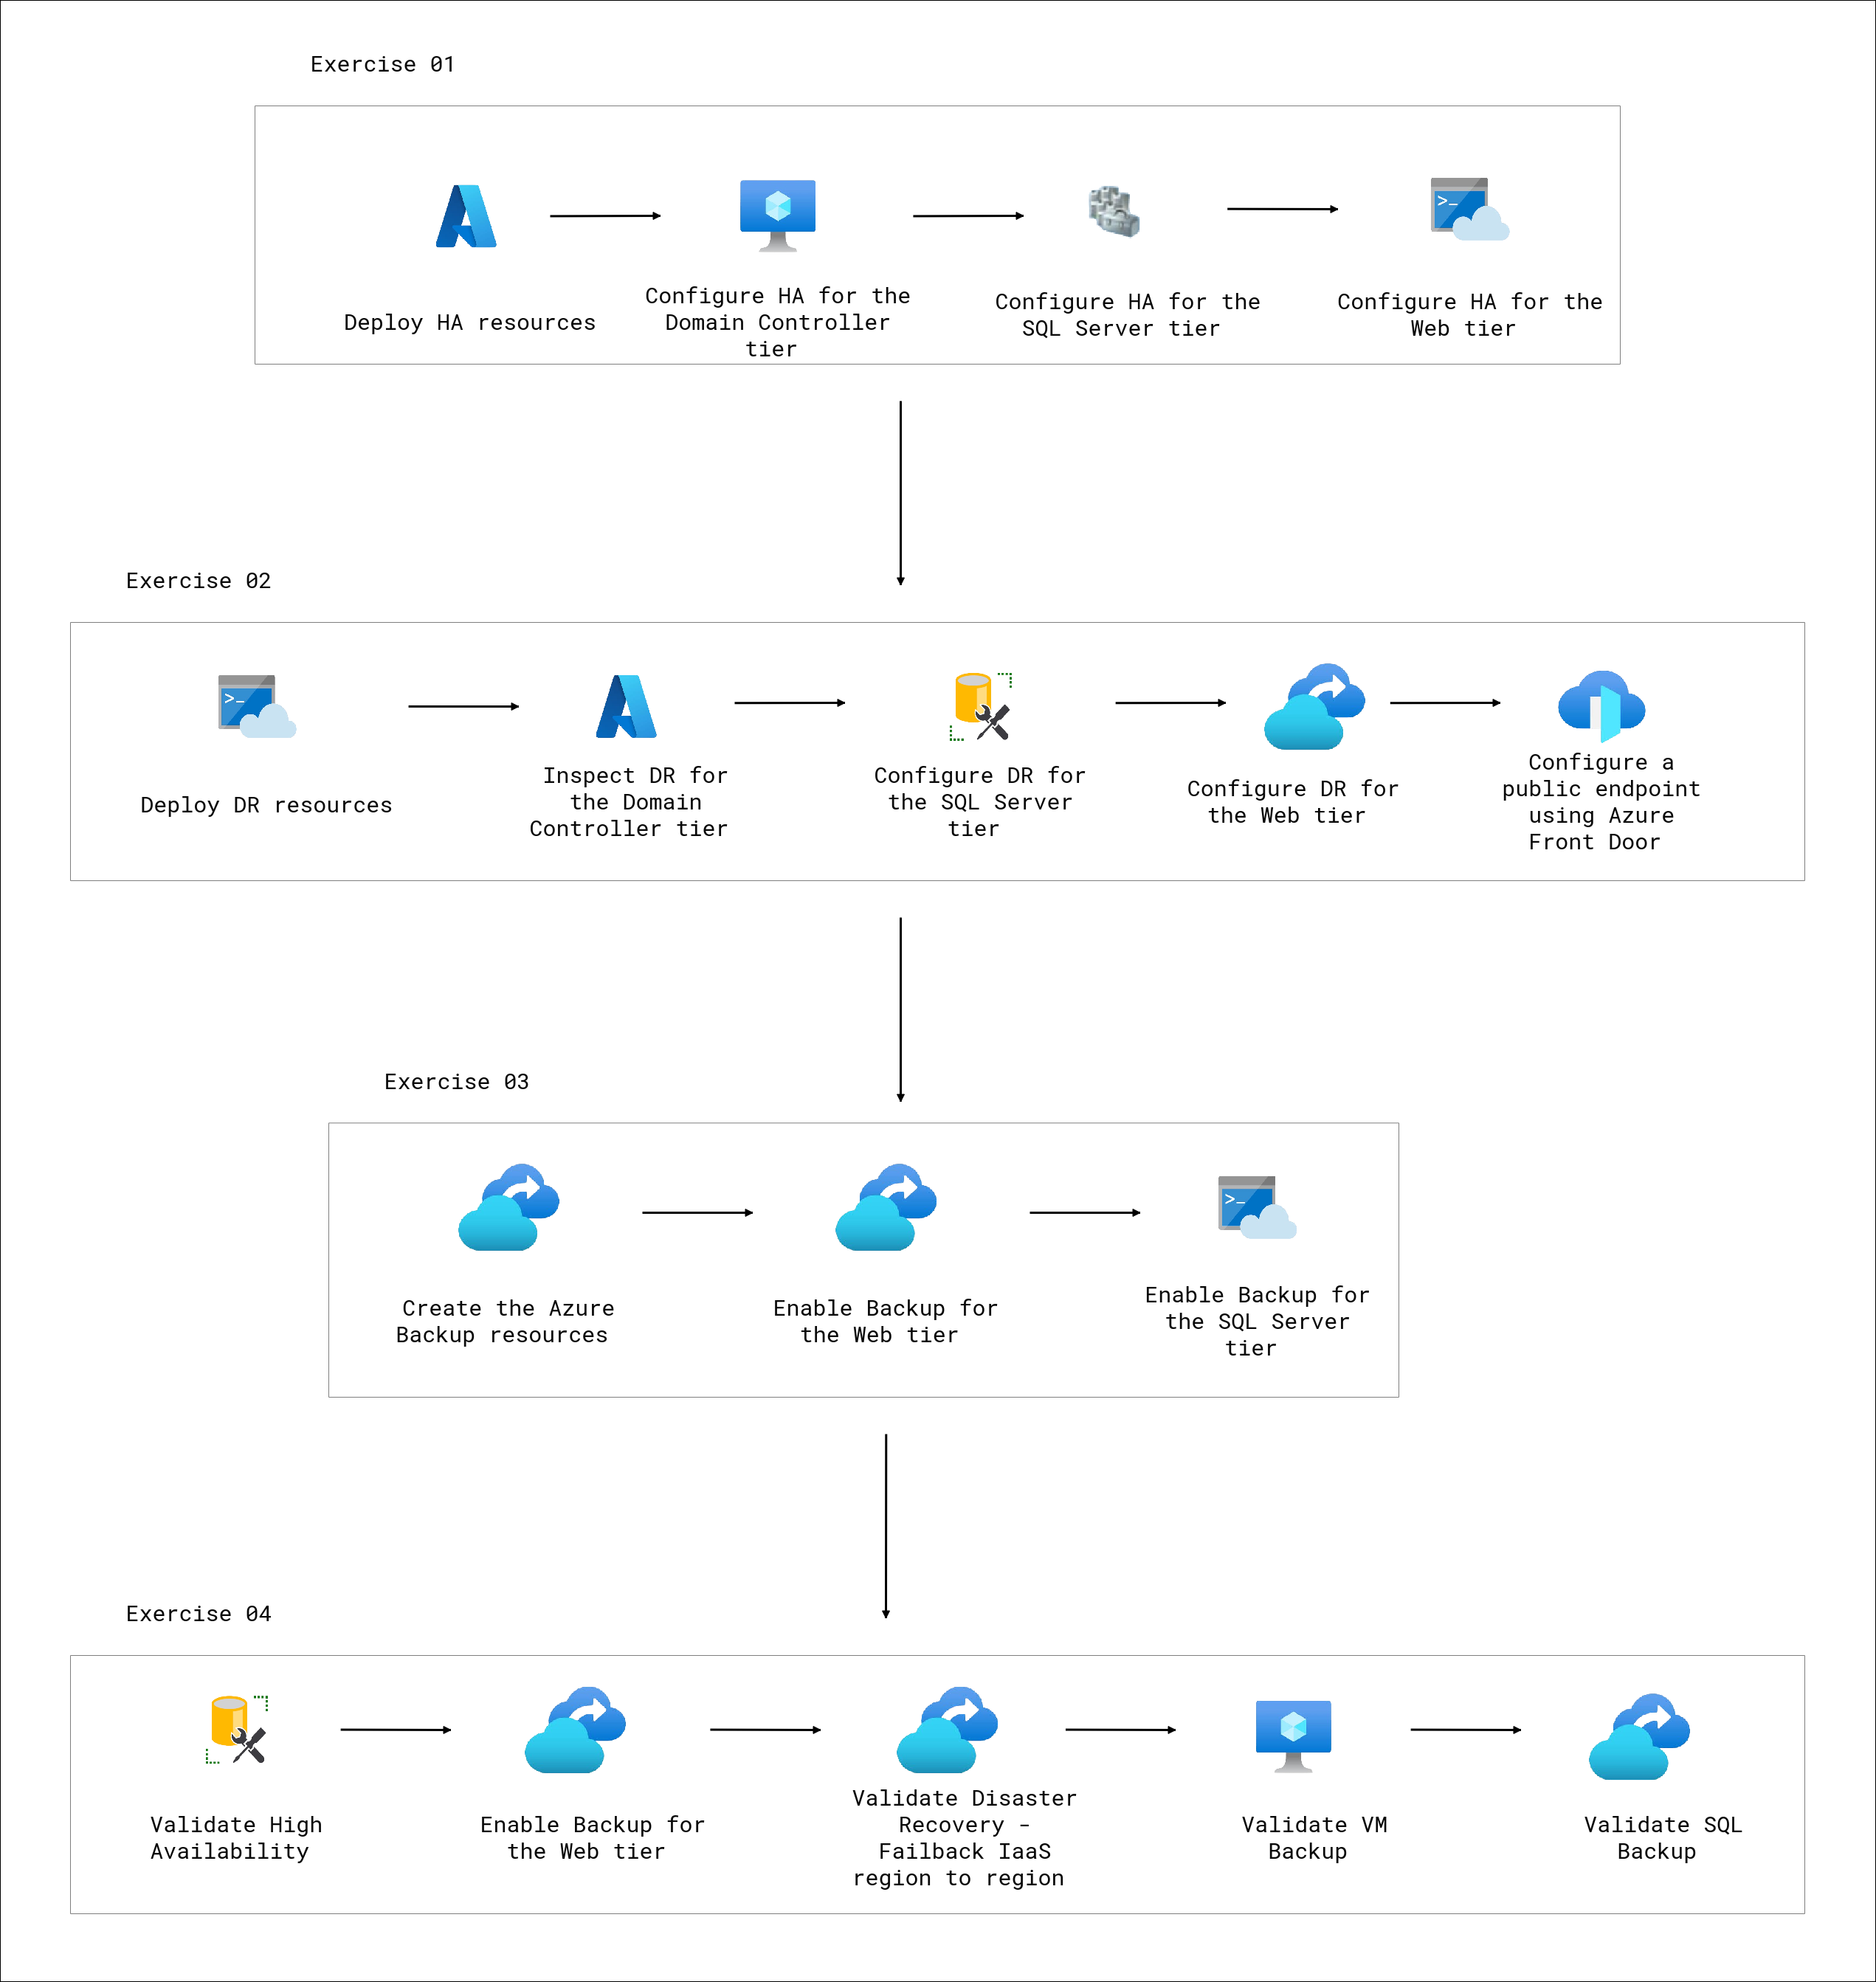 Exercise 01
>_
Deploy HA resources
Configure HA for the
Domain Controller
tier
Configure HA for the
SQL Server tier
Configure HA for the
Web tier
Exercise 02
>_
Deploy DR resources
Inspect DR for
the Domain
Controller tier
Configure DR for
the SQL Server
tier
Configure DR for
the Web tier
Configure a
public endpoint
using Azure
Front Door
Exercise 03
>_
Create the Azure
Backup resources
Enable Backup for
the Web tier
Enable Backup for
the SQL Server
tier
Exercise 04
Validate High
Availability
Enable Backup for
the Web tier
Validate Disaster
Recovery -
Failback IaaS
region to region
Validate VM
Backup
Validate SQL
Backup